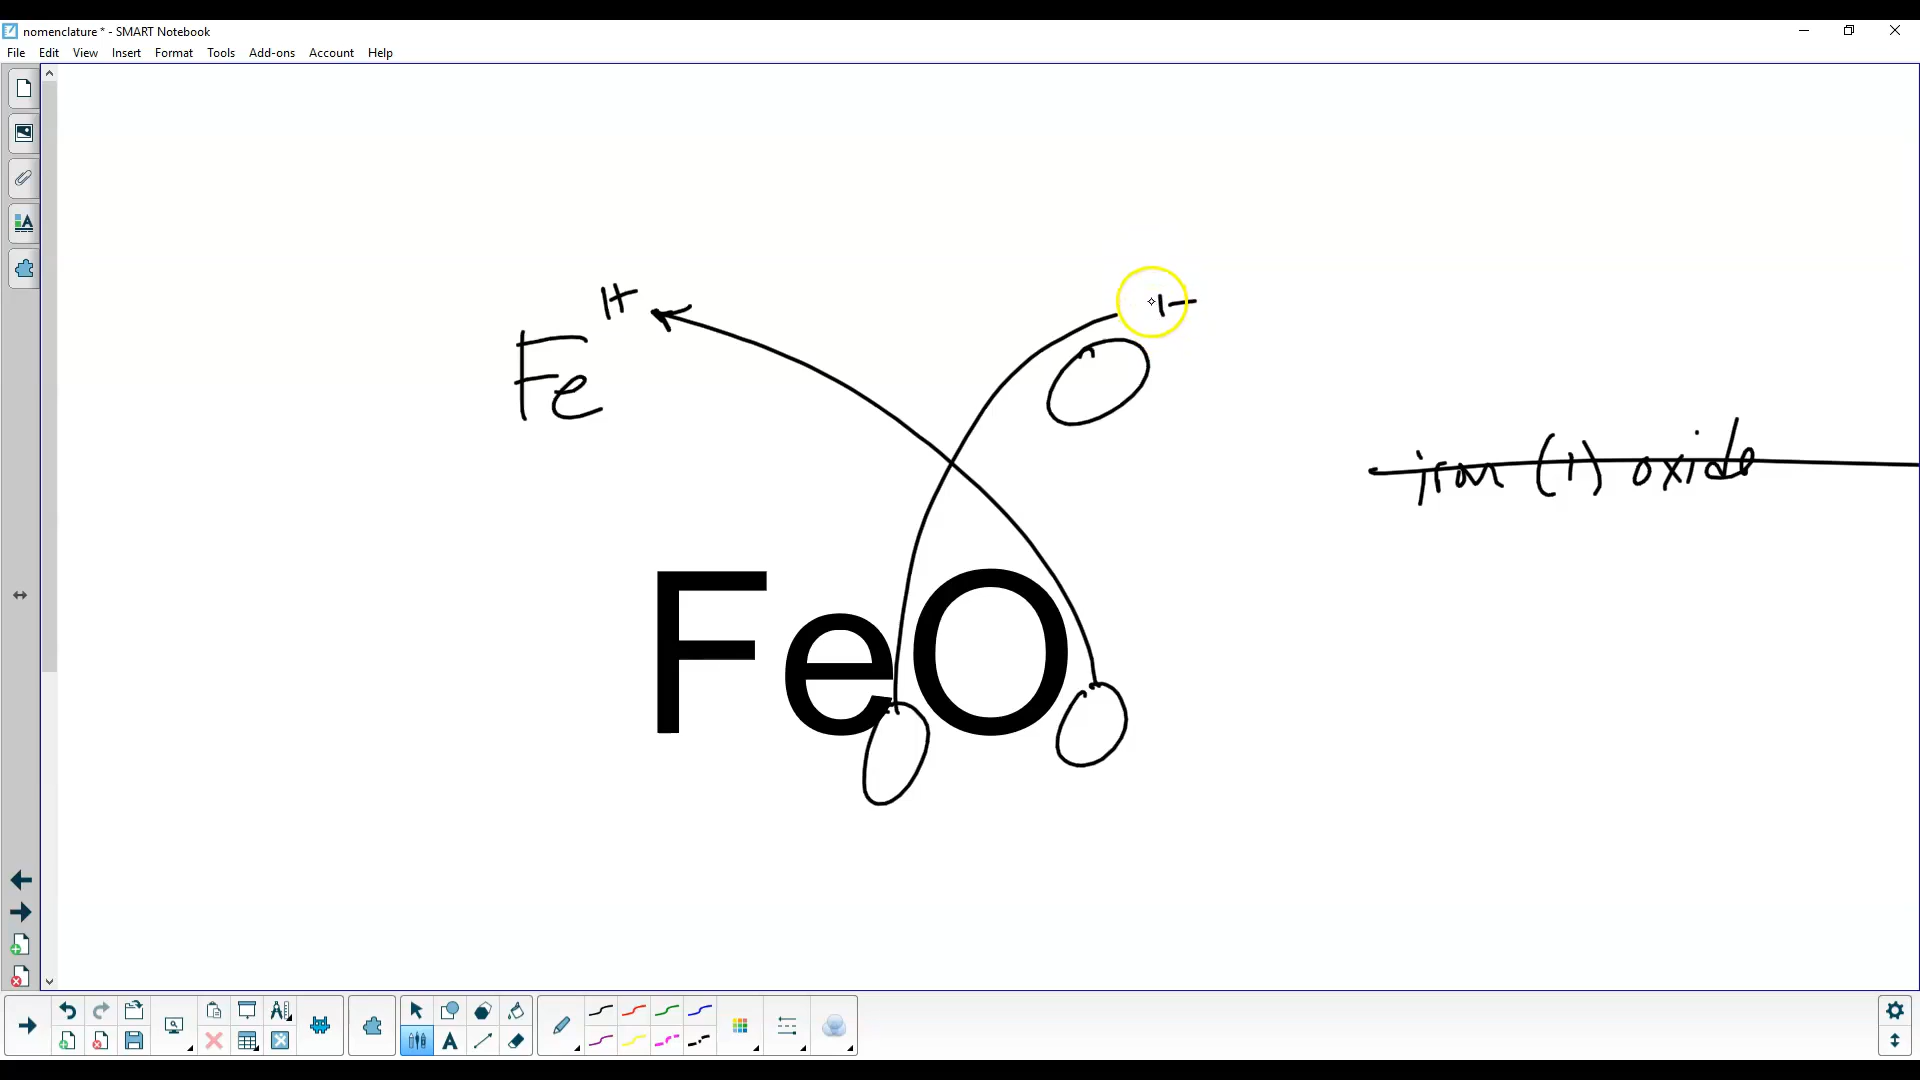 nomenclature * - SMART Notebook
File Edit View Insert Format Tools Add-ons Account Help
Fe 1+
1-
O
iron (1) oxide
FeO